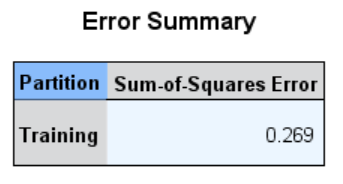 Error Summary
Partition Sum-of-Squares Error
Training 0.269